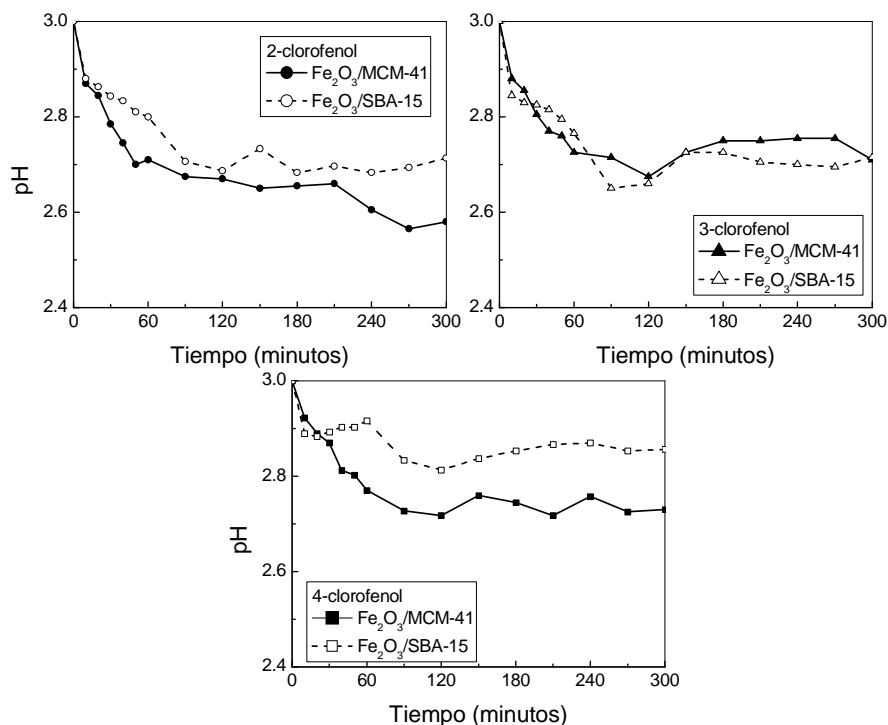 3.0
2.8
2.6
2.4
pH
2-clorofenol
Fe₂O₃/MCM-41
Fe₂O₃/SBA-15
0 60 120 180 240 300
Tiempo (minutos)
3.0
2.8
2.6
2.4
3-clorofenol
Fe₂O₃/MCM-41
Fe₂O₃/SBA-15
0 60 120 180 240 300
Tiempo (minutos)
3.0
2.8
2.6
2.4
pH
4-clorofenol
Fe₂O₃/MCM-41
Fe₂O₃/SBA-15
0 60 120 180 240 300
Tiempo (minutos)